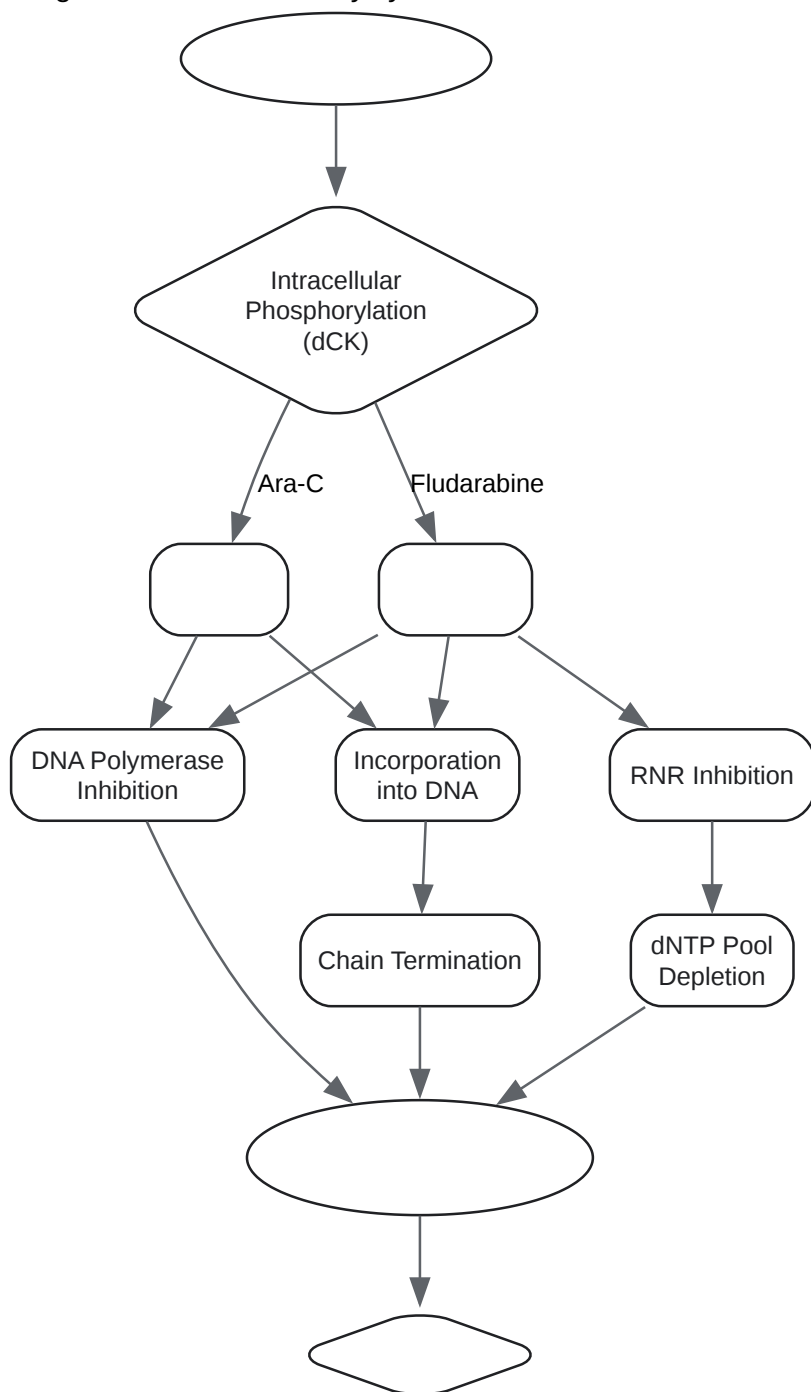 Intracellular
Phosphorylation
(dCK)
Ara-C
Fludarabine
DNA Polymerase
Inhibition
Incorporation
into DNA
RNR Inhibition
Chain Termination
dNTP Pool
Depletion